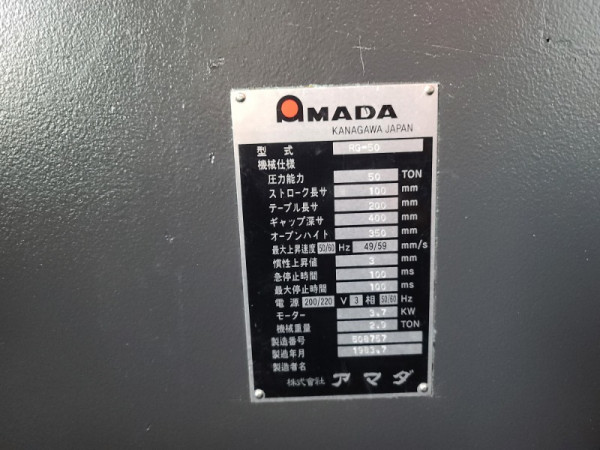 AMADA
KANAGAWA JAPAN
型式 RG-50
機械仕様
圧力能力 50 TON
ストローク長サ 100 mm
テーブル長サ 200 mm
ギャップ深サ 400 mm
オープンハイト 350 mm
最大上昇速度 50/60 Hz 49/59 mm/s
慣性上昇値 3 mm
急停止時間 100 ms
最大停止時間 100 ms
電源 200/220 V 3 相 50/60 Hz
モーター 3.7 KW
機械重量 TON
製造番号
製造年月
製造者名
株式會社 アマダ